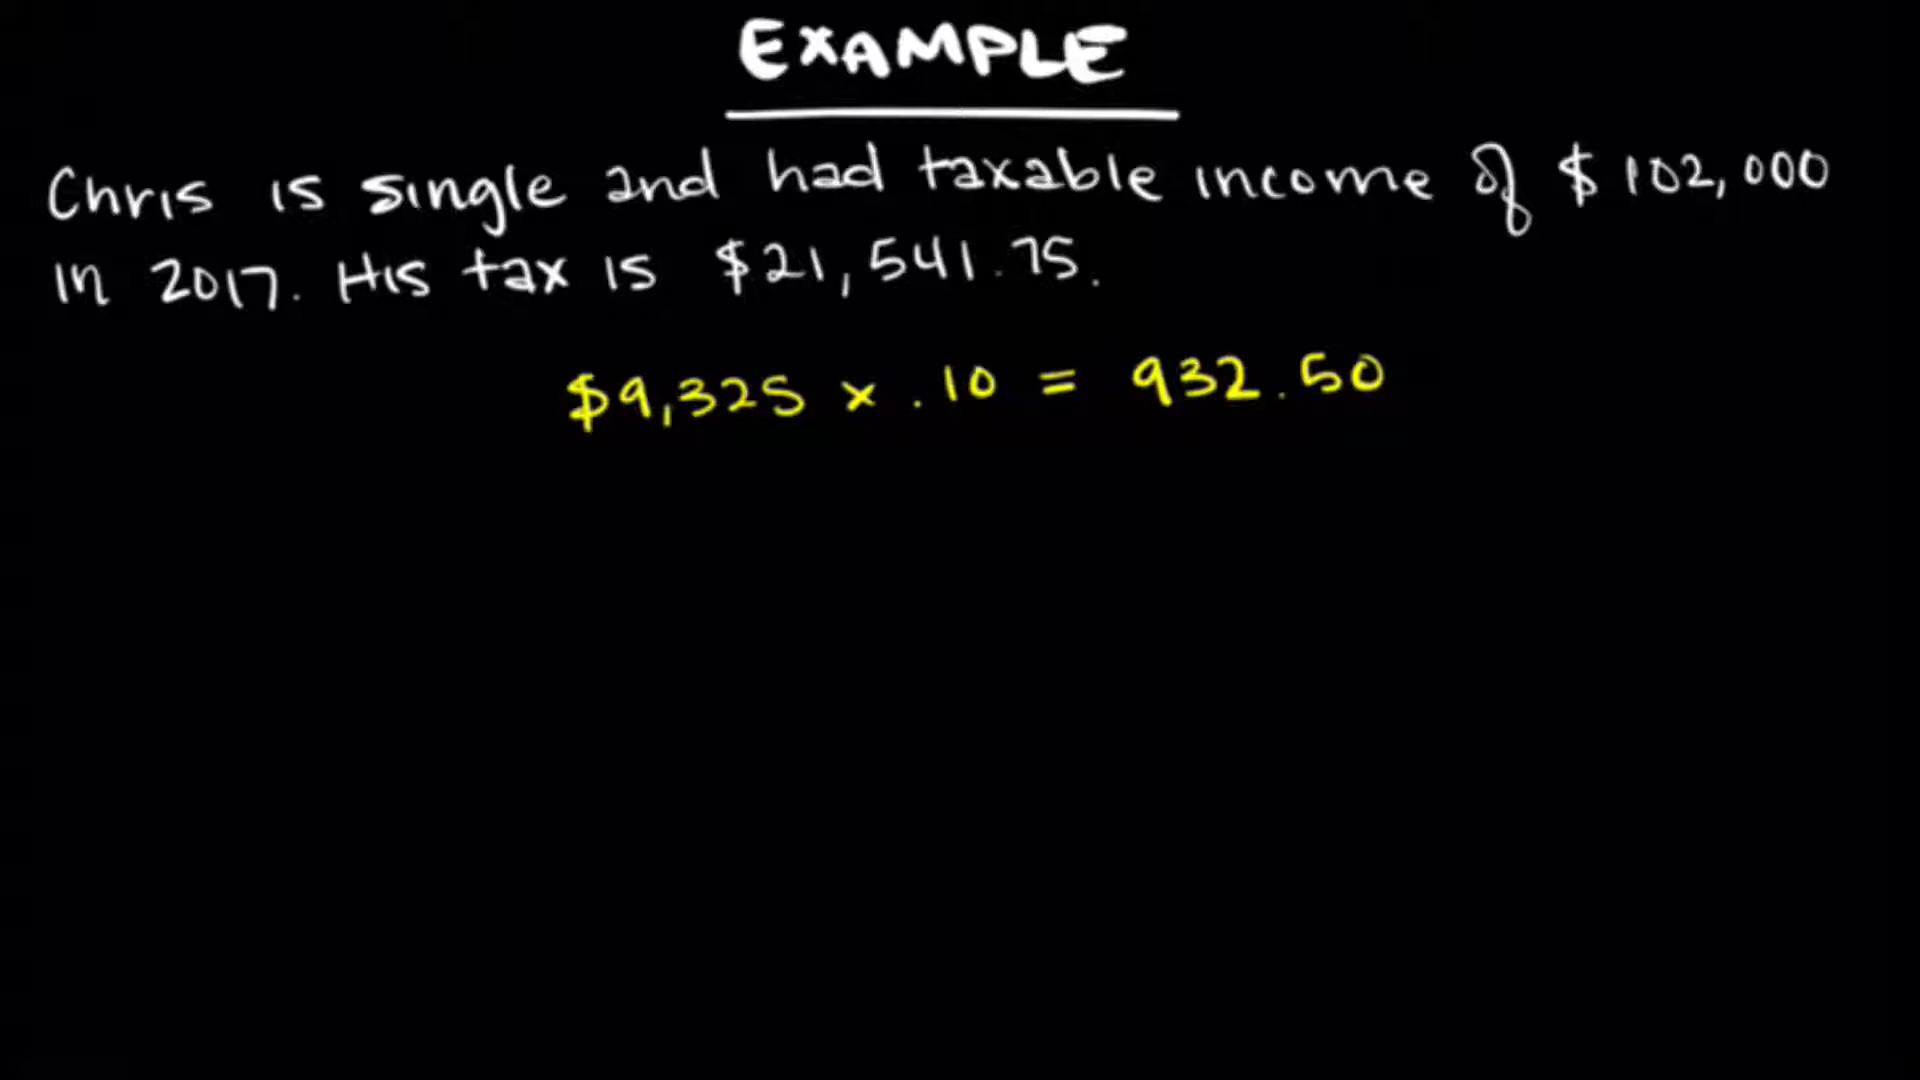 EXAMPLE
Chris is single and had taxable income of $102,000
in 2017. His tax is $21,541.75.
$9,325 x .10 = 932.50